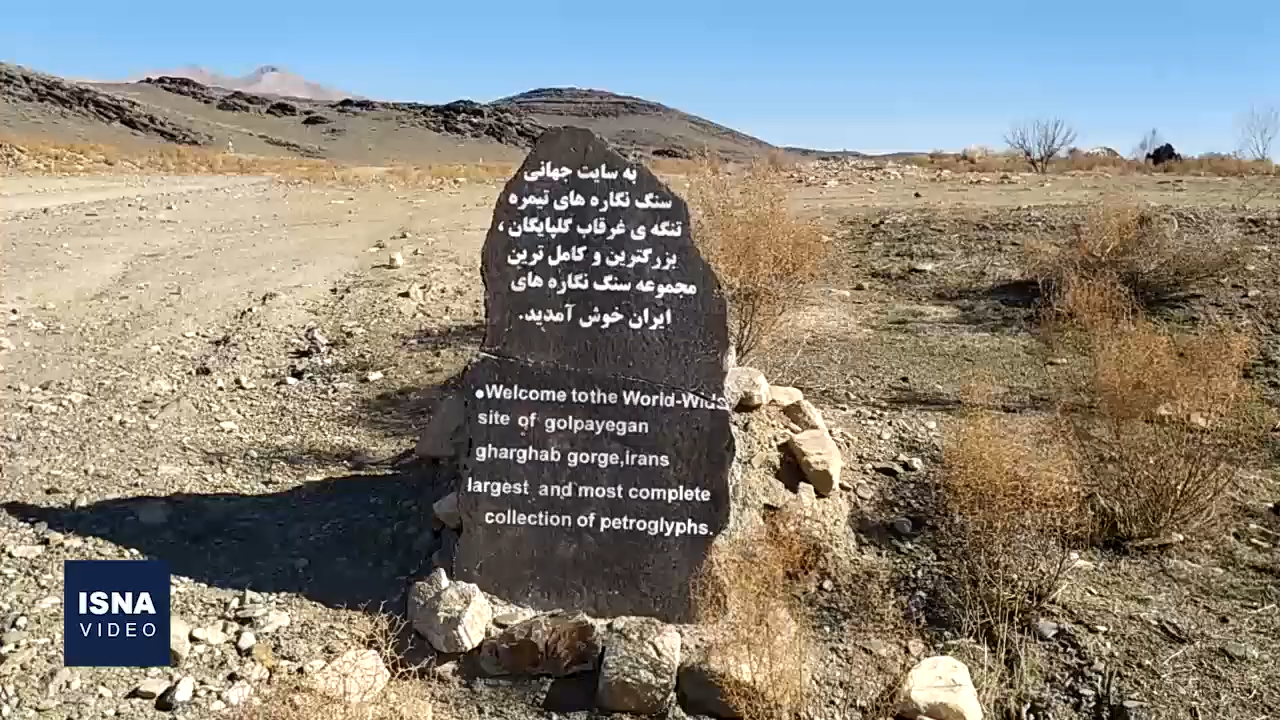 به سایت جهانی
سنگ نگاره های تیمره
تنگه ی غرقاب گلپایگان ،
بزرگترین و کامل ترین
مجموعه سنگ نگاره های
ایران خوش آمدید.
•Welcome tothe World-Wids
site of golpayegan
gharghab gorge,irans
largest and most complete
collection of petroglyphs.
ISNA
VIDEO